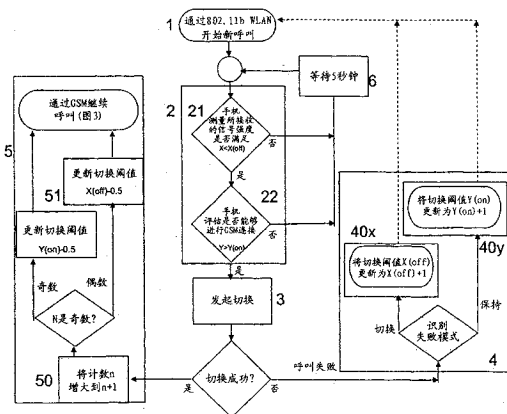 1
通过802.11b WLAN
开始新呼叫
等待5秒钟
6
2
21
手机
测量所接收
的信号强度
是否满足
X<X(off)
否
是
22
手机
评估是否能够
进行GSM连接
Y>Y(on)
否
是
发起切换
3
切换成功?
是
否
呼叫失败
5
通过GSM继续
呼叫(图3)
51
更新切换阈值
X(off)-0.5
更新切换阈值
Y(on)-0.5
奇数
偶数
N是奇数?
50
将计数n
增大到n+1
将切换阈值Y(on)
更新为Y(on)+1
40x
40y
将切换阈值X(off)
更新为X(off)+1
切换
保持
识别
失败模式
4